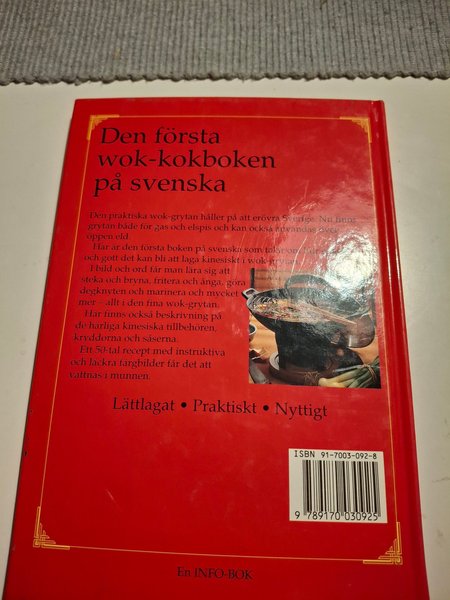 Den första
wok-kokboken
på svenska
Den praktiska wok-grytan håller på att erövra Sverige. Nu finns
grytan både för gas och elspis och kan också användas över
öppen eld.
Här är den första boken på svenska som talar om hur
och gott det kan bli att laga kinesiskt i wok-grytan.
I bild och ord får man lära sig att
steka och bryna, fritera och ånga, göra
degknyten och marinera och mycket
mer – allt i den fina wok-grytan.
Här finns också beskrivning på
de härliga kinesiska tillbehören,
kryddorna och såserna.
Ett 50-tal recept med instruktiva
och läckra färgbilder får det att
vattnas i munnen.
Lättlagat • Praktiskt • Nyttigt
ISBN 91-7003-092-8
9 789170 030925
En INFO-BOK